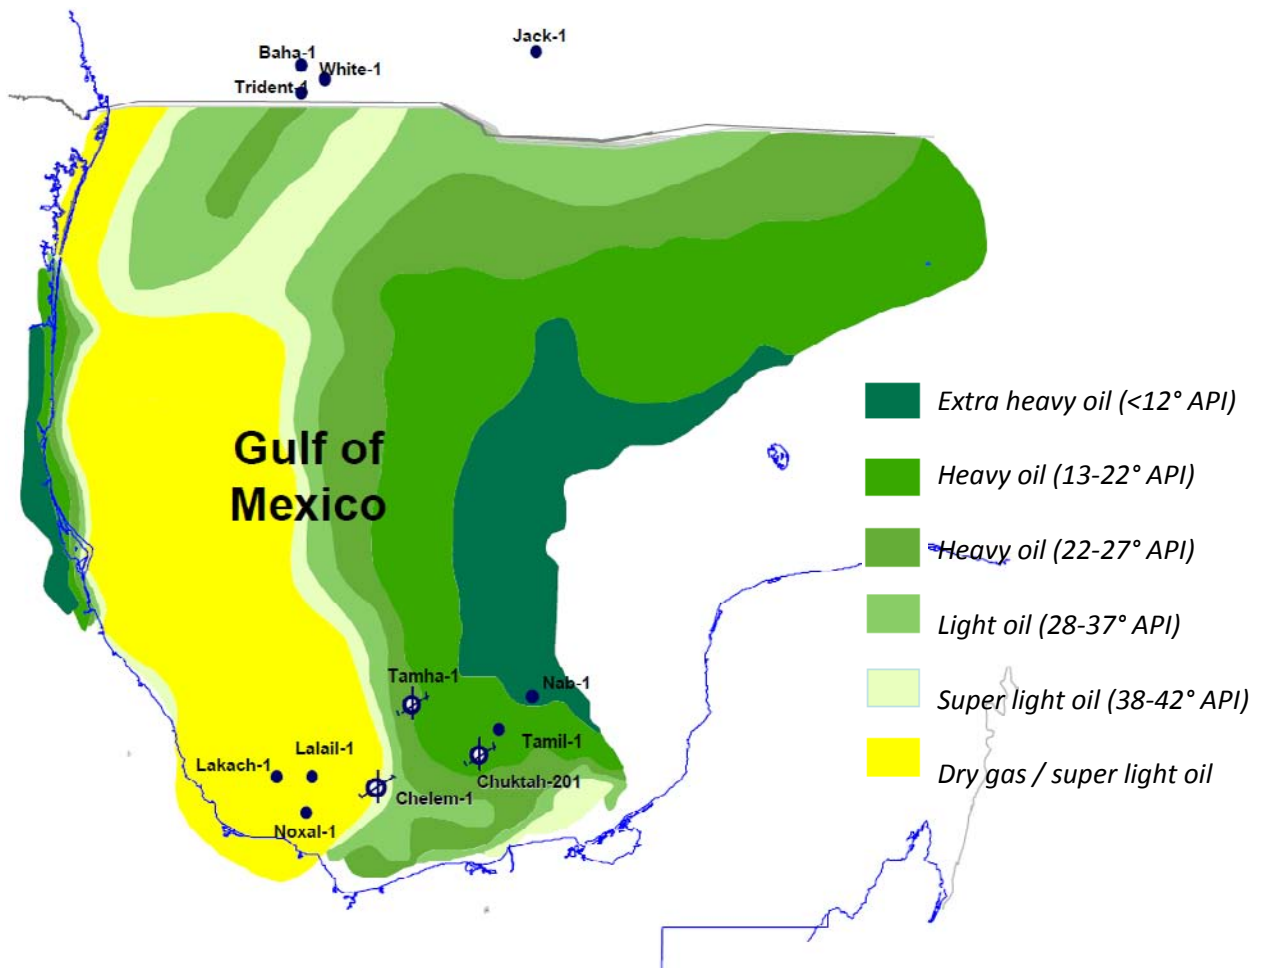 Jack-1
Baha-1
White-1
Trident-1
Gulf of
Mexico
Extra heavy oil (<12° API)
Heavy oil (13-22° API)
Heavy oil (22-27° API)
Light oil (28-37° API)
Super light oil (38-42° API)
Dry gas / super light oil
Tamha-1
Nab-1
Tamil-1
Lalail-1
Lakach-1
Chuktah-201
Chelem-1
Noxal-1